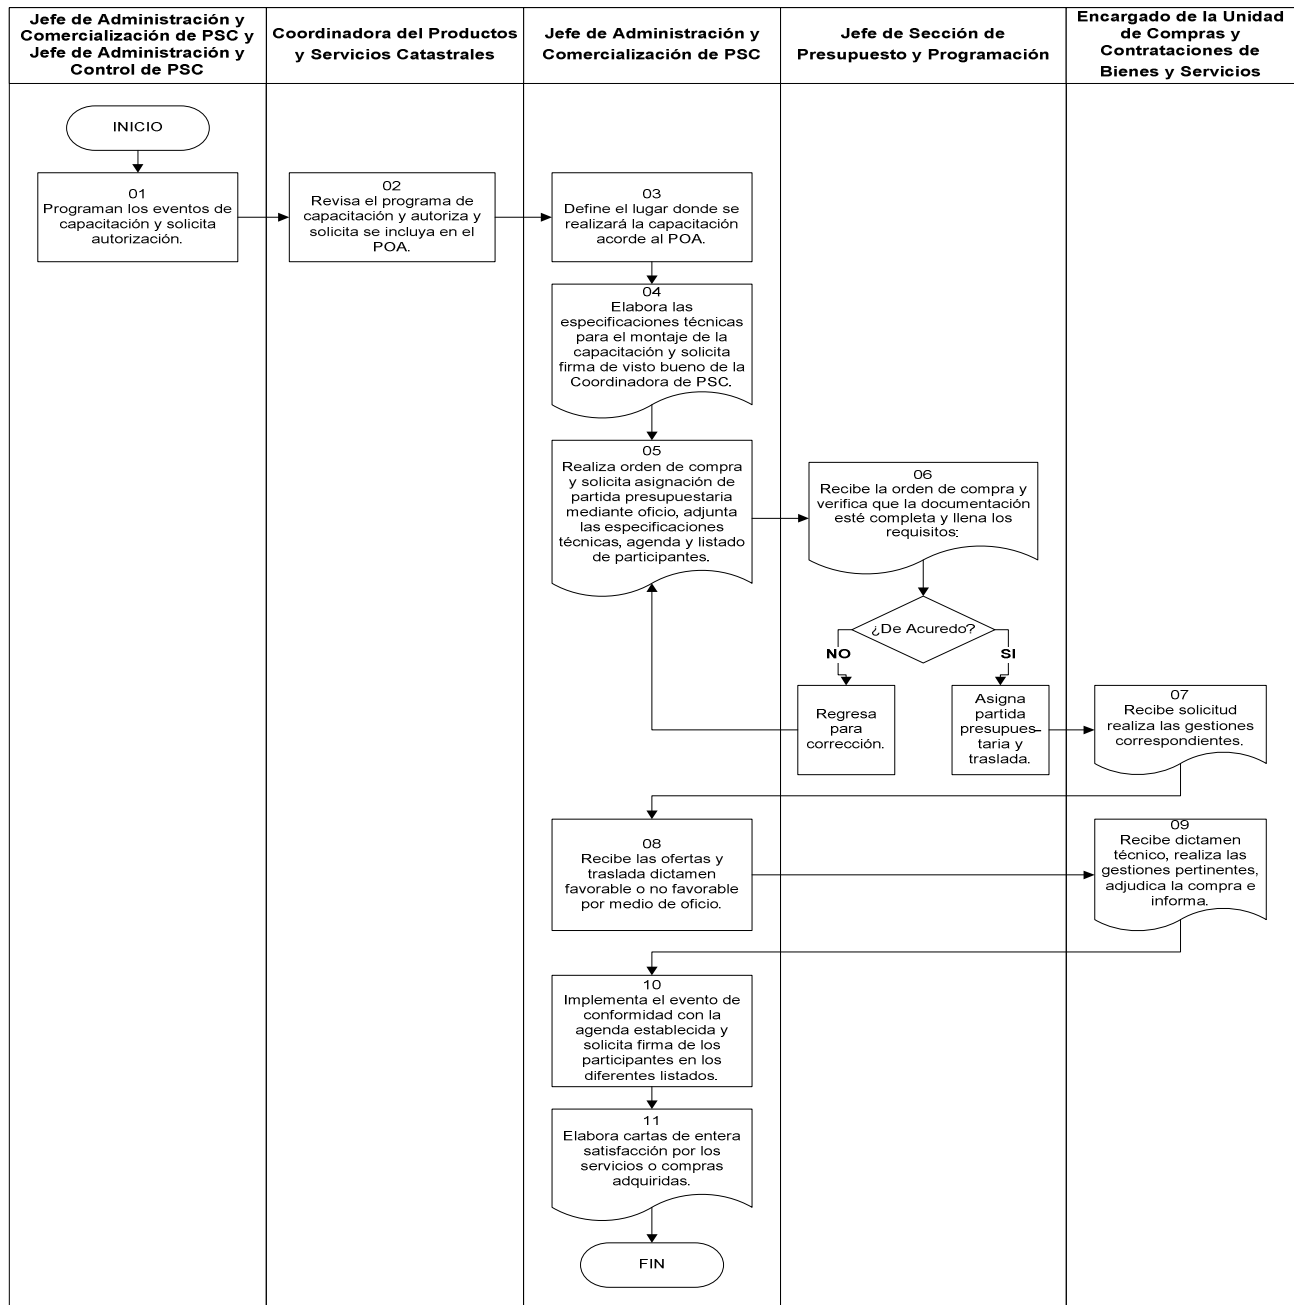 Jefe de Administración y
Comercialización de PSC y
Jefe de Administración y
Control de PSC
Coordinadora del Productos
y Servicios Catastrales
Jefe de Administración y
Comercialización de PSC
Jefe de Sección de
Presupuesto y Programación
Encargado de la Unidad
de Compras y
Contrataciones de
Bienes y Servicios
INICIO
01
Programan los eventos de
capacitación y solicita
autorización.
02
Revisa el programa de
capacitación y autoriza y
solicita se incluya en el
POA.
03
Define el lugar donde se
realizará la capacitación
acorde al POA.
04
Elabora las
especificaciones técnicas
para el montaje de la
capacitación y solicita
firma de visto bueno de la
Coordinadora de PSC.
05
Realiza orden de compra
y solicita asignación de
partida presupuestaria
mediante oficio, adjunta
las especificaciones
técnicas, agenda y listado
de participantes.
06
Recibe la orden de compra y
verifica que la documentación
esté completa y llena los
requisitos:
¿De Acuredo?
NO
SI
Regresa
para
corrección.
Asigna
partida
presupues-
taria y
traslada.
07
Recibe solicitud
realiza las gestiones
correspondientes.
08
Recibe las ofertas y
traslada dictamen
favorable o no favorable
por medio de oficio.
09
Recibe dictamen
técnico, realiza las
gestiones pertinentes,
adjudica la compra e
informa.
10
Implementa el evento de
conformidad con la
agenda establecida y
solicita firma de los
participantes en los
diferentes listados.
11
Elabora cartas de entera
satisfacción por los
servicios o compras
adquiridas.
FIN